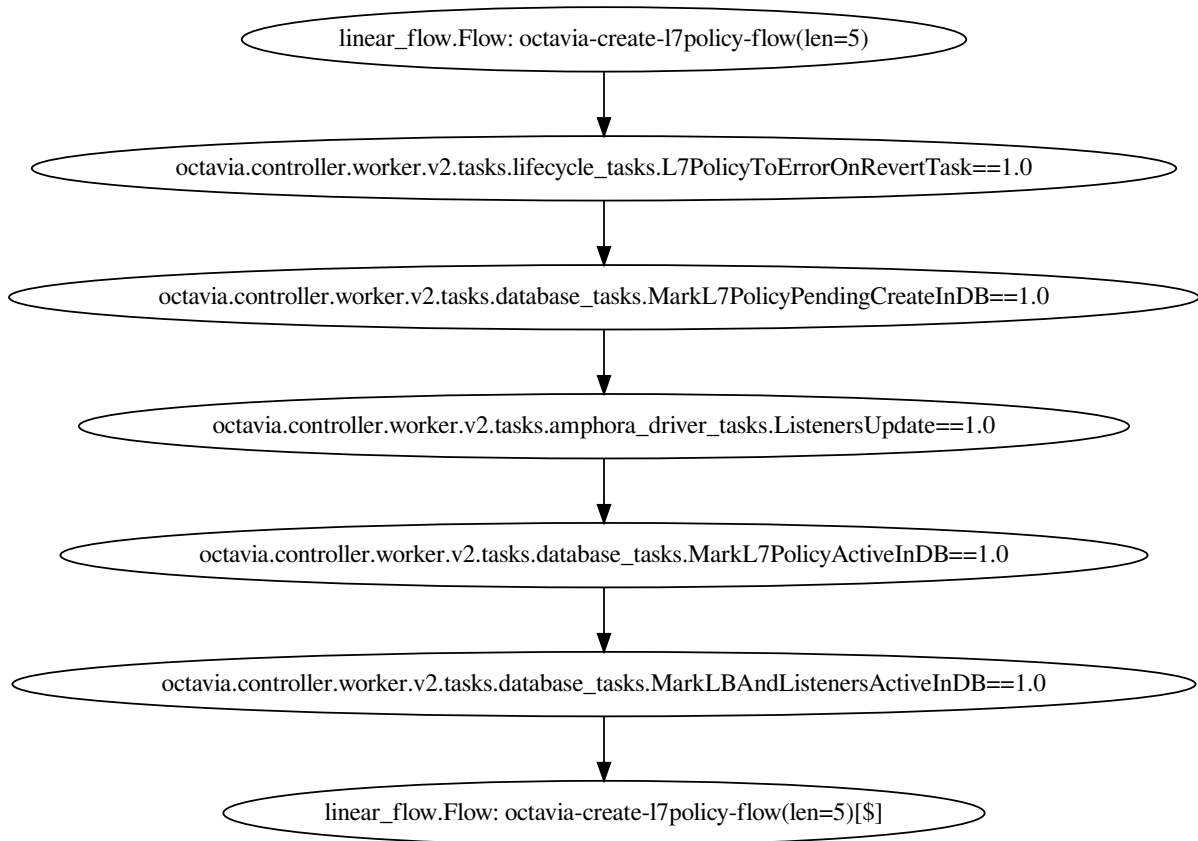 linear_flow.Flow: octavia-create-l7policy-flow(len=5)
octavia.controller.worker.v2.tasks.lifecycle_tasks.L7PolicyToErrorOnRevertTask==1.0
octavia.controller.worker.v2.tasks.database_tasks.MarkL7PolicyPendingCreateInDB==1.0
octavia.controller.worker.v2.tasks.amphora_driver_tasks.ListenersUpdate==1.0
octavia.controller.worker.v2.tasks.database_tasks.MarkL7PolicyActiveInDB==1.0
octavia.controller.worker.v2.tasks.database_tasks.MarkLBAndListenersActiveInDB==1.0
linear_flow.Flow: octavia-create-l7policy-flow(len=5)[$]